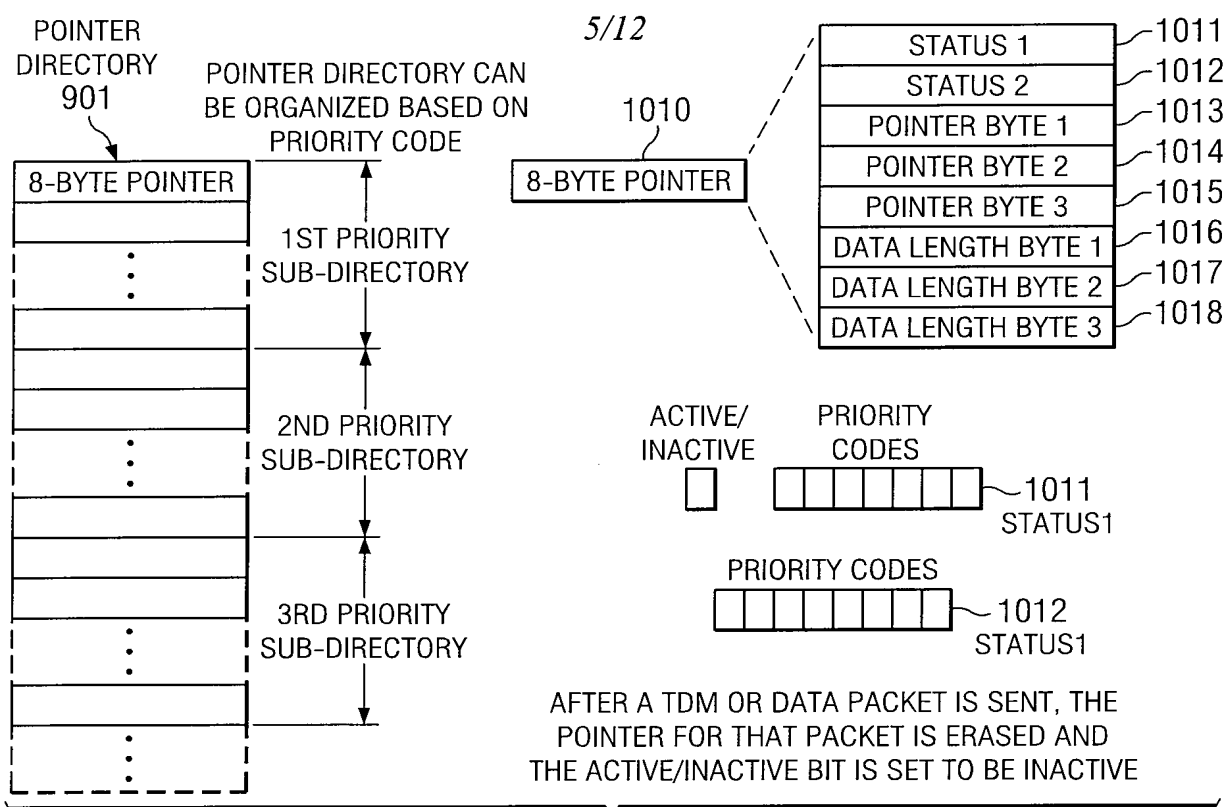 5/12
POINTER
DIRECTORY
901
POINTER DIRECTORY CAN
BE ORGANIZED BASED ON
PRIORITY CODE
8-BYTE POINTER
1ST PRIORITY
SUB-DIRECTORY
2ND PRIORITY
SUB-DIRECTORY
3RD PRIORITY
SUB-DIRECTORY
1010
8-BYTE POINTER
STATUS 1
1011
STATUS 2
1012
POINTER BYTE 1
1013
POINTER BYTE 2
1014
POINTER BYTE 3
1015
DATA LENGTH BYTE 1
1016
DATA LENGTH BYTE 2
1017
DATA LENGTH BYTE 3
1018
ACTIVE/
INACTIVE
PRIORITY
CODES
1011
STATUS1
PRIORITY CODES
1012
STATUS1
AFTER A TDM OR DATA PACKET IS SENT, THE
POINTER FOR THAT PACKET IS ERASED AND
THE ACTIVE/INACTIVE BIT IS SET TO BE INACTIVE